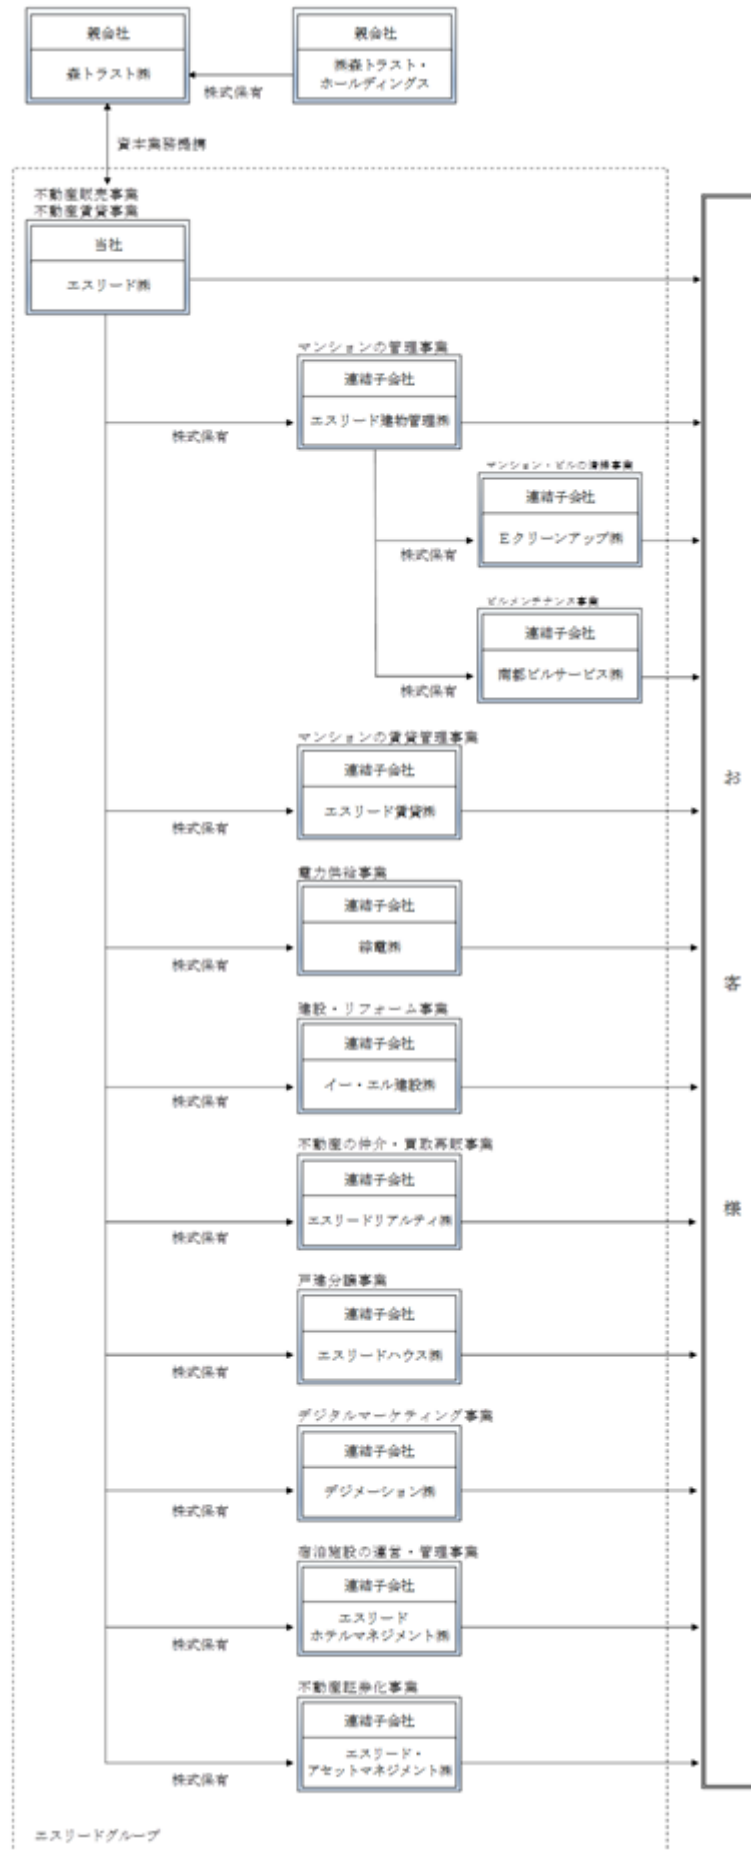 親会社
森トラスト㈱
親会社
㈱森トラスト・
ホールディングス
株式保有
資本業務提携
不動産販売事業
不動産賃貸事業
当社
エスリード㈱
マンションの管理事業
連結子会社
エスリード建物管理㈱
株式保有
マンション・ビルの清掃事業
連結子会社
Eクリーンアップ㈱
株式保有
ビルメンテナンス事業
連結子会社
南都ビルサービス㈱
株式保有
マンションの賃貸管理事業
連結子会社
エスリード賃貸㈱
株式保有
電力供給事業
連結子会社
綜電㈱
株式保有
建設・リフォーム事業
連結子会社
イー・エル建設㈱
株式保有
不動産の仲介・買取再販事業
連結子会社
エスリードリアルティ㈱
株式保有
戸建分譲事業
連結子会社
エスリードハウス㈱
株式保有
デジタルマーケティング事業
連結子会社
デジメーション㈱
株式保有
宿泊施設の運営・管理事業
連結子会社
エスリード
ホテルマネジメント㈱
株式保有
不動産証券化事業
連結子会社
エスリード・
アセットマネジメント㈱
株式保有
エスリードグループ
お
客
様